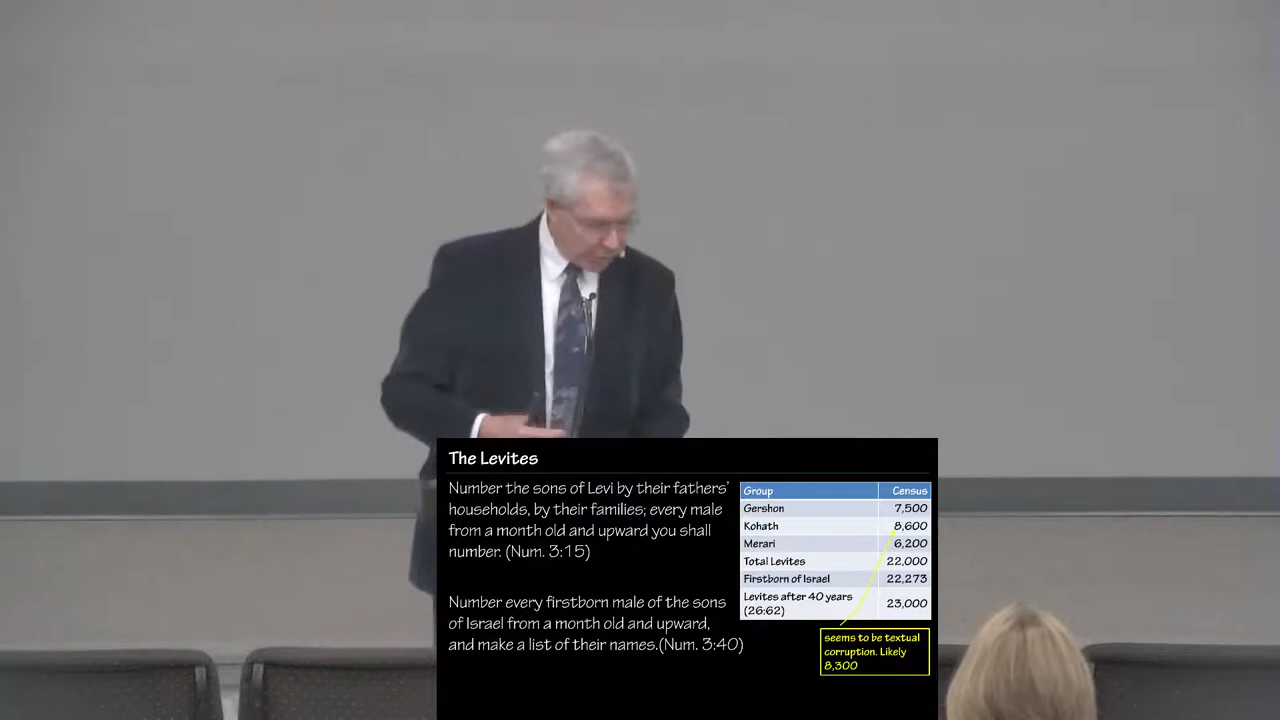 The Levites
Number the sons of Levi by their fathers'
households, by their families; every male
from a month old and upward you shall
number. (Num. 3:15)
Number every firstborn male of the sons
of Israel from a month old and upward,
and make a list of their names.(Num. 3:40)
Group Census
Gershon 7,500
Kohath 8,600
Merari 6,200
Total Levites 22,000
Firstborn of Israel 22,273
Levites after 40 years
(26:62) 23,000
seems to be textual
corruption. Likely
8,300